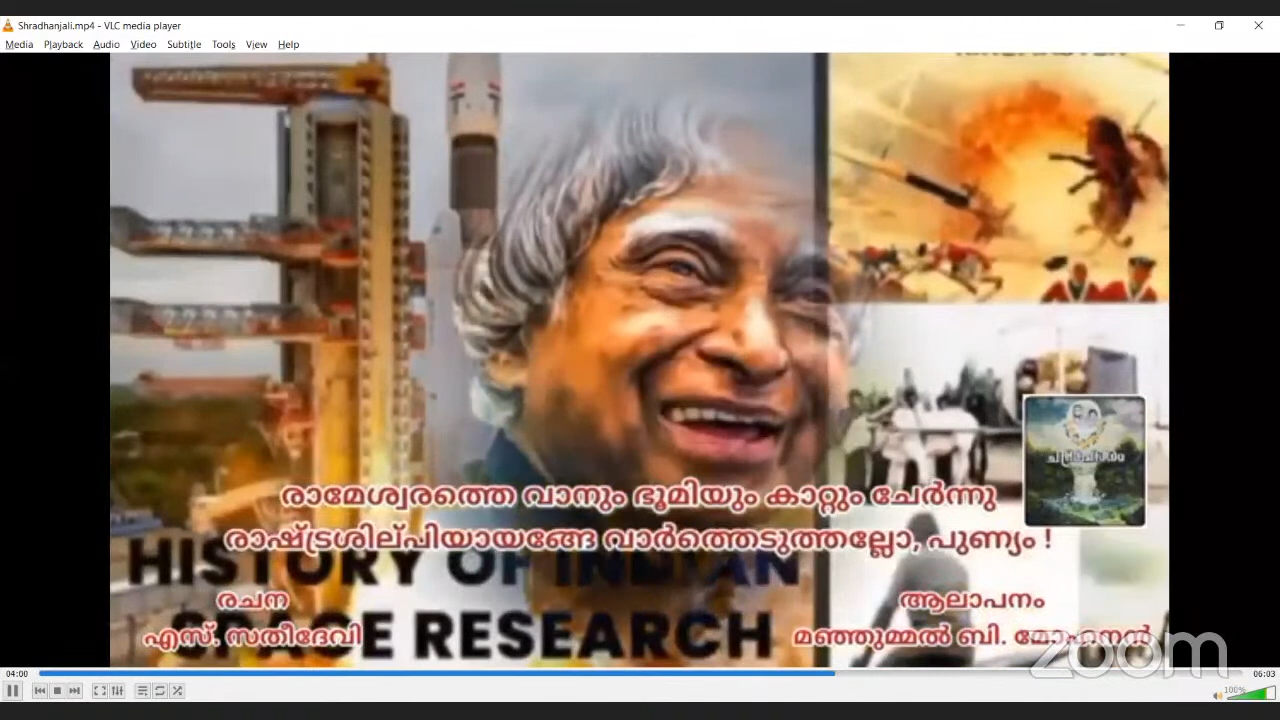 Shradhanjali.mp4 - VLC media player
Media Playback Audio Video Subtitle Tools View Help
രാമേശ്വരത്തെ വാനും ഭൂമിയും കാറ്റും ചേർന്നു
രാഷ്ട്രശില്പിയായങ്ങേ വാർത്തെടുത്തല്ലോ, പുണ്യം !
HISTORY OF INDIAN
രചന
ആലാപനം
SPACE RESEARCH
എസ്. സതീദേവി
മഞ്ഞുമ്മൽ ബി. മോഹനൻ
zoom
04:00
06:03
100%